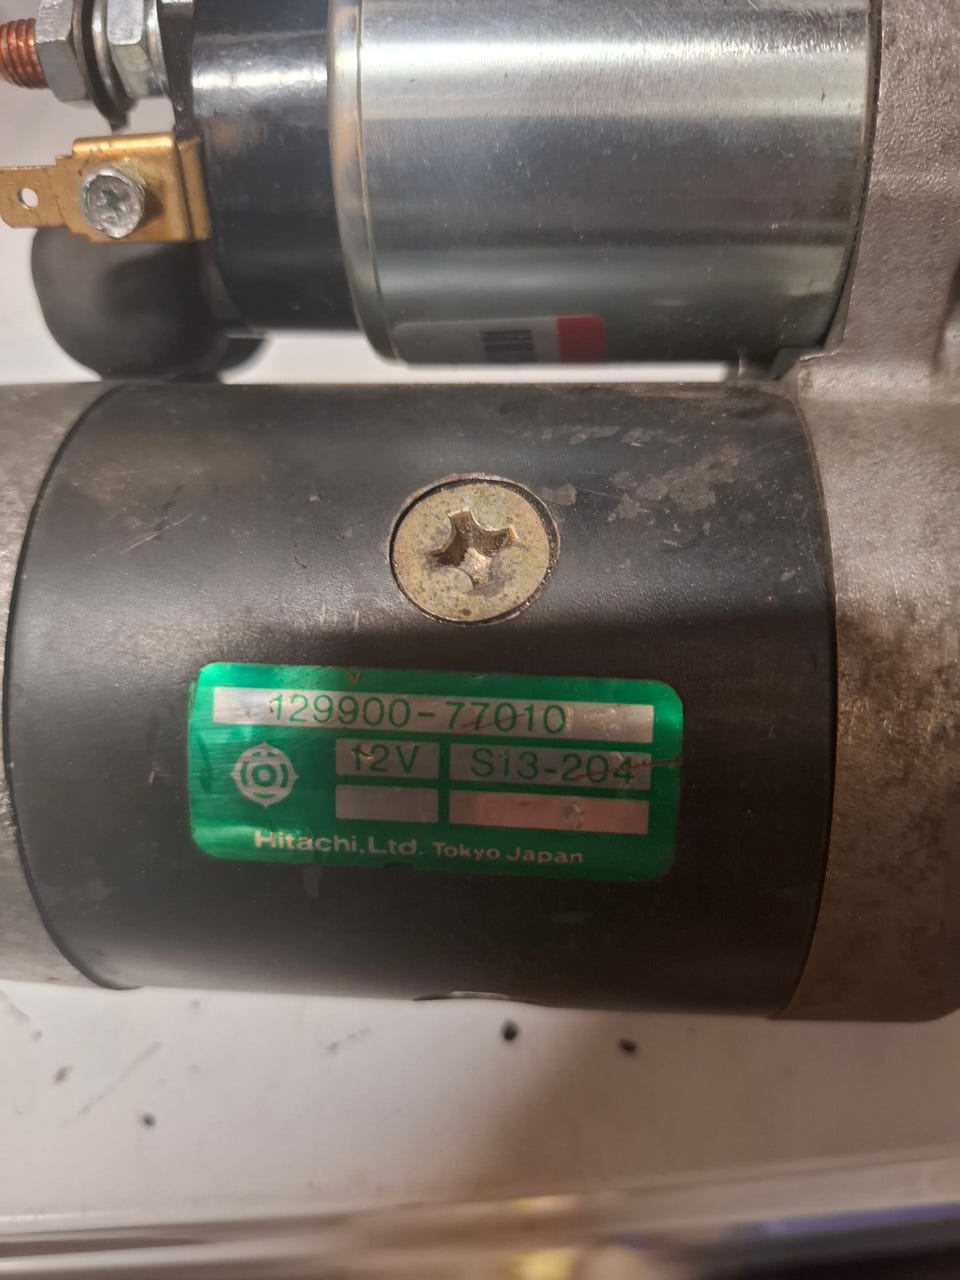 129900-77010
12V S13-204
Hitachi,Ltd. Tokyo Japan